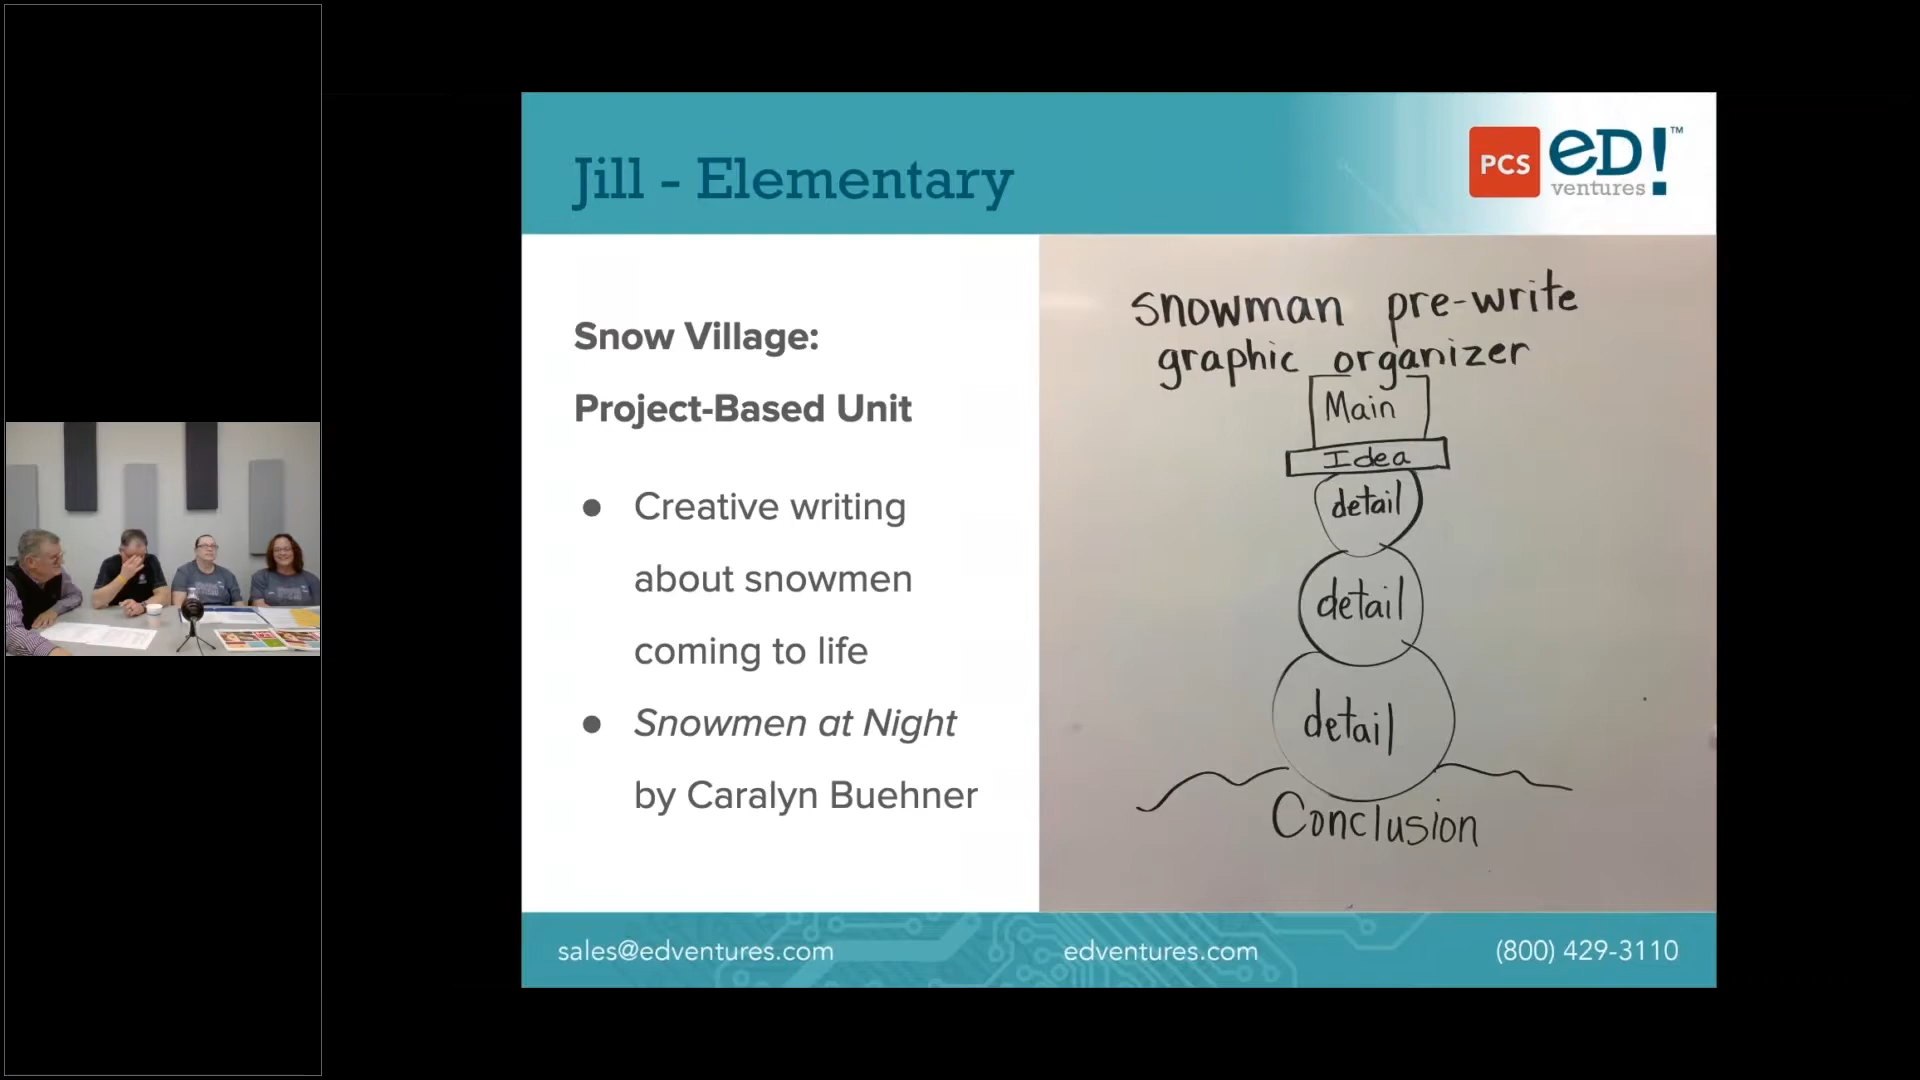 Jill - Elementary
PCS
eD!™
ventures
Snow Village:
Project-Based Unit
● Creative writing
about snowmen
coming to life
● Snowmen at Night
by Caralyn Buehner
snowman pre-write
graphic organizer
Main
Idea
detail
detail
detail
Conclusion
sales@edventures.com
edventures.com
(800) 429-3110